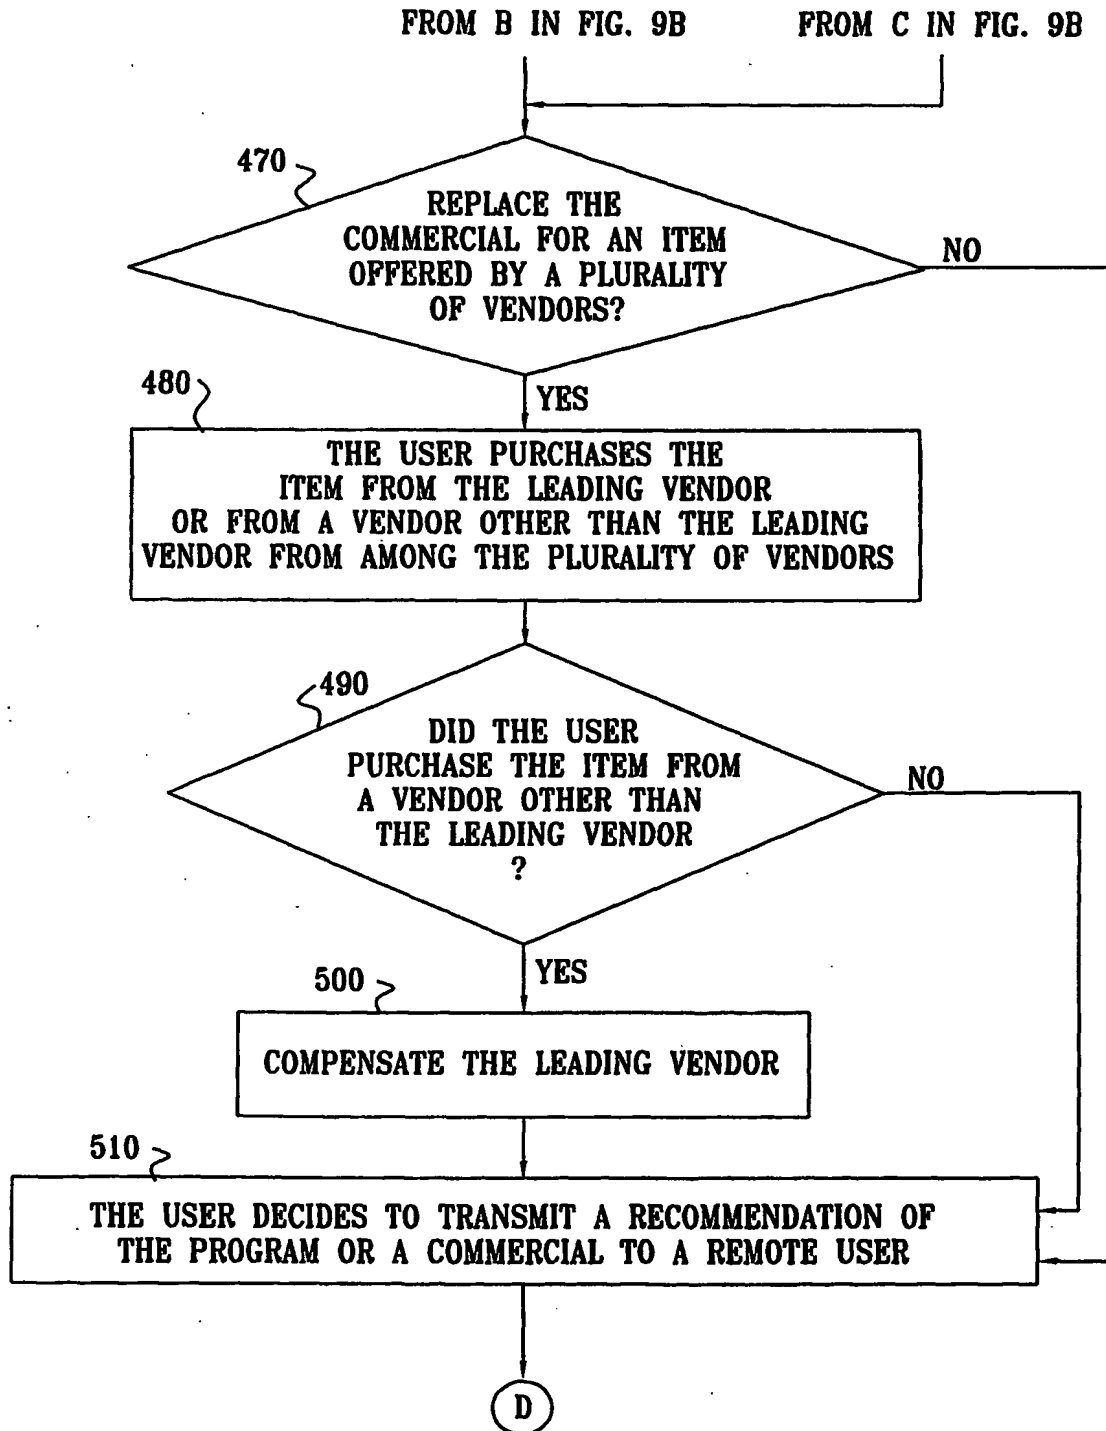 FROM B IN FIG. 9B
FROM C IN FIG. 9B
470
REPLACE THE
COMMERCIAL FOR AN ITEM
OFFERED BY A PLURALITY
OF VENDORS?
NO
YES
480
THE USER PURCHASES THE
ITEM FROM THE LEADING VENDOR
OR FROM A VENDOR OTHER THAN THE LEADING
VENDOR FROM AMONG THE PLURALITY OF VENDORS
490
DID THE USER
PURCHASE THE ITEM FROM
A VENDOR OTHER THAN
THE LEADING VENDOR
?
NO
YES
500
COMPENSATE THE LEADING VENDOR
510
THE USER DECIDES TO TRANSMIT A RECOMMENDATION OF
THE PROGRAM OR A COMMERCIAL TO A REMOTE USER
D